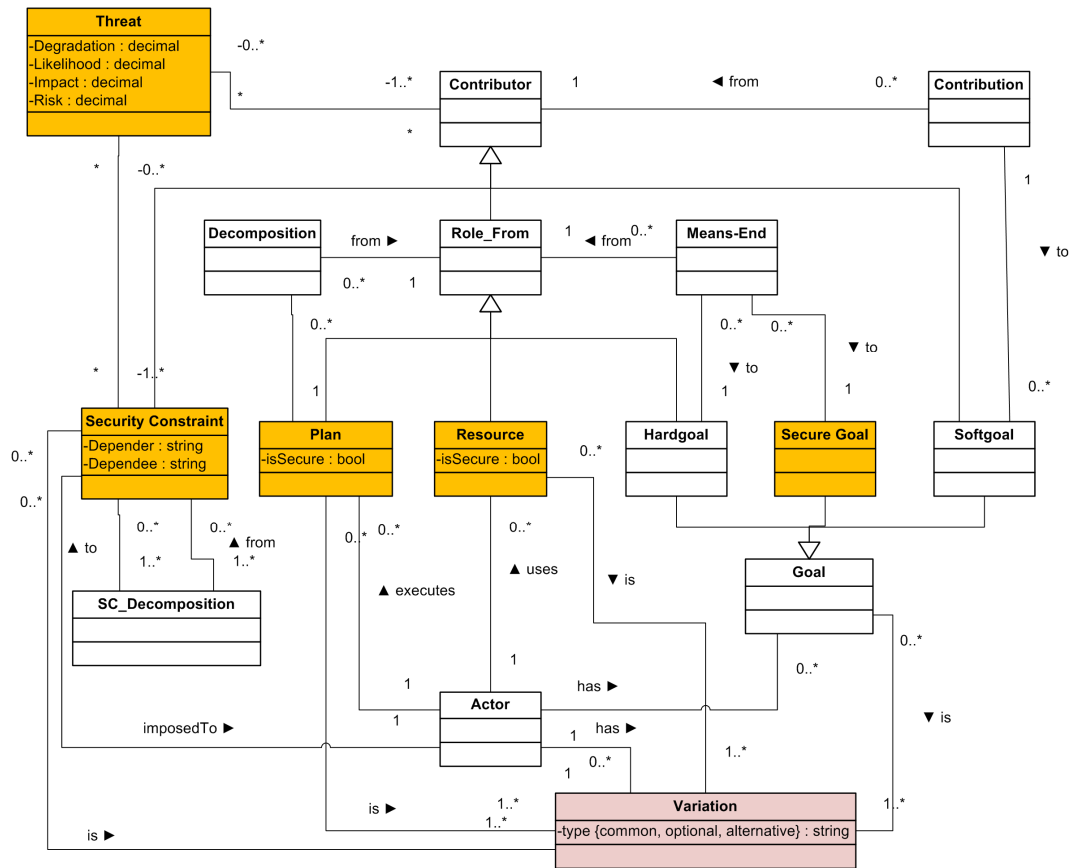 Threat
-Degradation : decimal
-Likelihood : decimal
-Impact : decimal
-Risk : decimal
-0..*
*
-1..*
*
Contributor
1
◄ from
0..*
Contribution
*
-0..*
1
▼ to
Decomposition
from ►
0..*
1
Role_From
1
◄ from
0..*
Means-End
0..*
1
0..*
0..*
▼ to
1
▼ to
1
0..*
*
-1..*
Security Constraint
-Depender : string
-Dependee : string
Plan
-isSecure : bool
Resource
-isSecure : bool
Hardgoal
Secure Goal
Softgoal
0..*
0..*
0..*
0..*
0..*
0..*
0..*
0..*
▲ to
▲ from
1..*
1..*
SC_Decomposition
▲ executes
▲ uses
▼ is
Goal
0..*
0..*
1
1
1
has ►
Actor
imposedTo ►
1
has ►
▼ is
0..*
1
1..*
is ►
1..*
1..*
1..*
is ►
Variation
-type {common, optional, alternative} : string